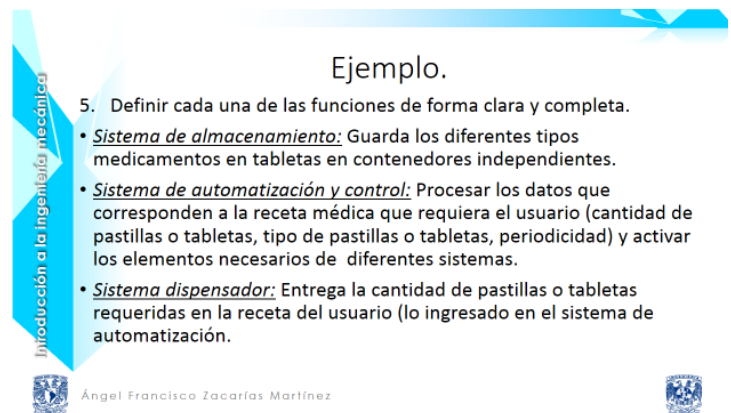 Ejemplo.
5. Definir cada una de las funciones de forma clara y completa.
• Sistema de almacenamiento: Guarda los diferentes tipos
medicamentos en tabletas en contenedores independientes.
• Sistema de automatización y control: Procesar los datos que
corresponden a la receta médica que requiera el usuario (cantidad de
pastillas o tabletas, tipo de pastillas o tabletas, periodicidad) y activar
los elementos necesarios de diferentes sistemas.
• Sistema dispensador: Entrega la cantidad de pastillas o tabletas
requeridas en la receta del usuario (lo ingresado en el sistema de
automatización.
Introducción a la ingeniería mecánica
Ángel Francisco Zacarías Martínez